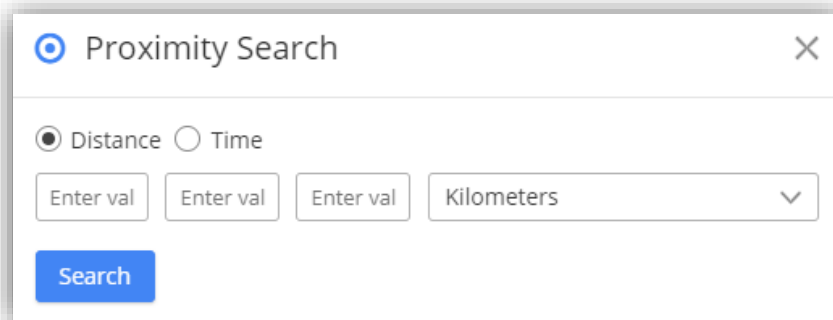 Proximity Search
Distance Time
Enter val Enter val Enter val Kilometers
Search